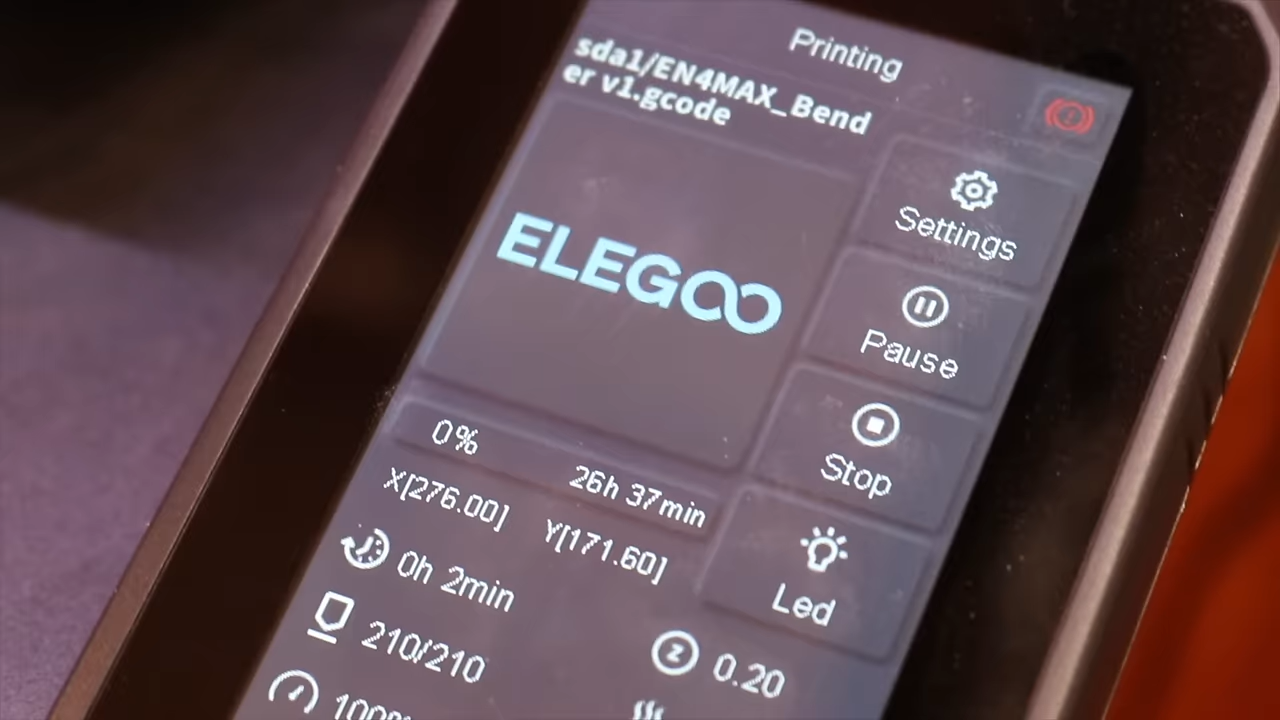 Printing
sda1/EN4MAX_Bend
er v1.gcode
ELEGOO
Settings
Pause
Stop
Led
0% 26h 37min
X[276.00] Y[171.60]
0h 2min
210/210
Z 0.20
100%